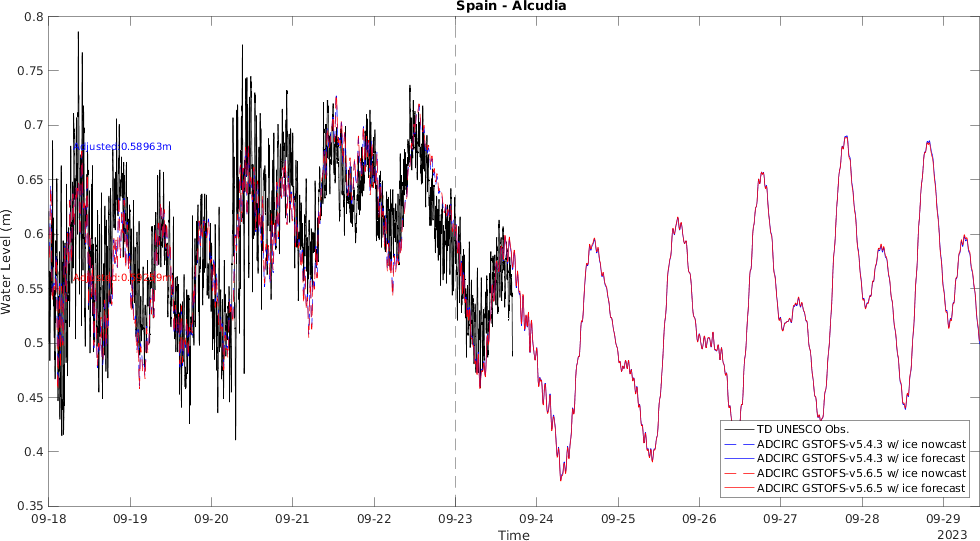 Spain - Alcudia
0.8
0.75
0.7
0.65
0.6
0.55
0.5
0.45
0.4
0.35
Water Level (m)
Adjusted:0.58963m
TD UNESCO Obs.
ADCIRC GSTOFS-v5.4.3 w/ ice nowcast
ADCIRC GSTOFS-v5.4.3 w/ ice forecast
ADCIRC GSTOFS-v5.6.5 w/ ice nowcast
ADCIRC GSTOFS-v5.6.5 w/ ice forecast
09-18 09-19 09-20 09-21 09-22 09-23 09-24 09-25 09-26 09-27 09-28 09-29
Time
2023